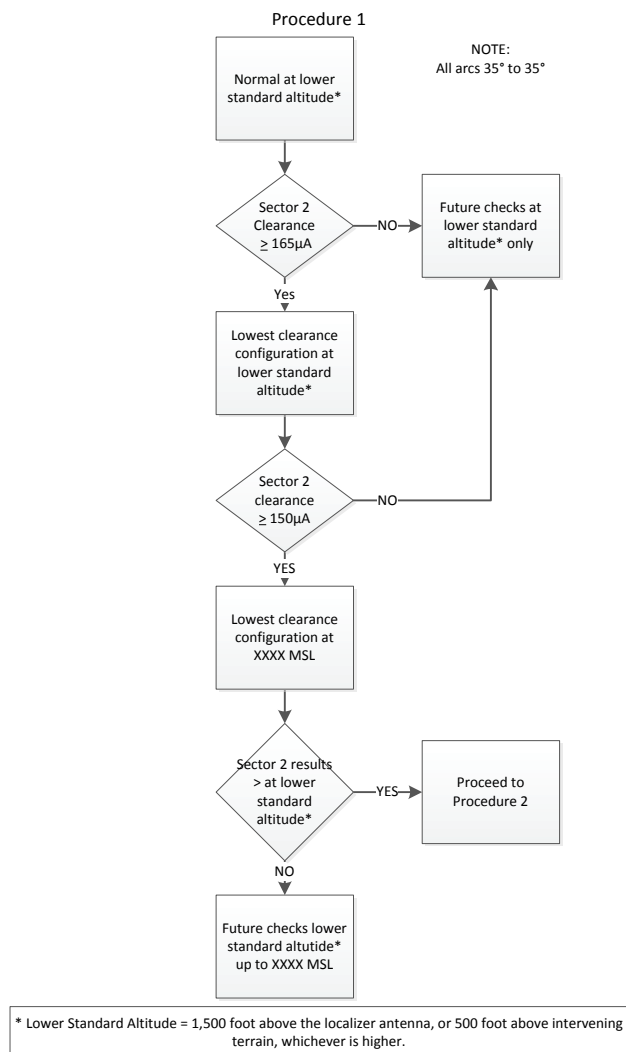 Procedure 1
NOTE:
All arcs 35° to 35°
Normal at lower
standard altitude*
Sector 2
Clearance
≥ 165µA
NO
Future checks at
lower standard
altitude* only
Yes
Lowest clearance
configuration at
lower standard
altitude*
Sector 2
clearance
≥ 150µA
NO
YES
Lowest clearance
configuration at
XXXX MSL
Sector 2 results
> at lower
standard
altitude*
YES
Proceed to
Procedure 2
NO
Future checks lower
standard altutide*
up to XXXX MSL
* Lower Standard Altitude = 1,500 foot above the localizer antenna, or 500 foot above intervening
terrain, whichever is higher.